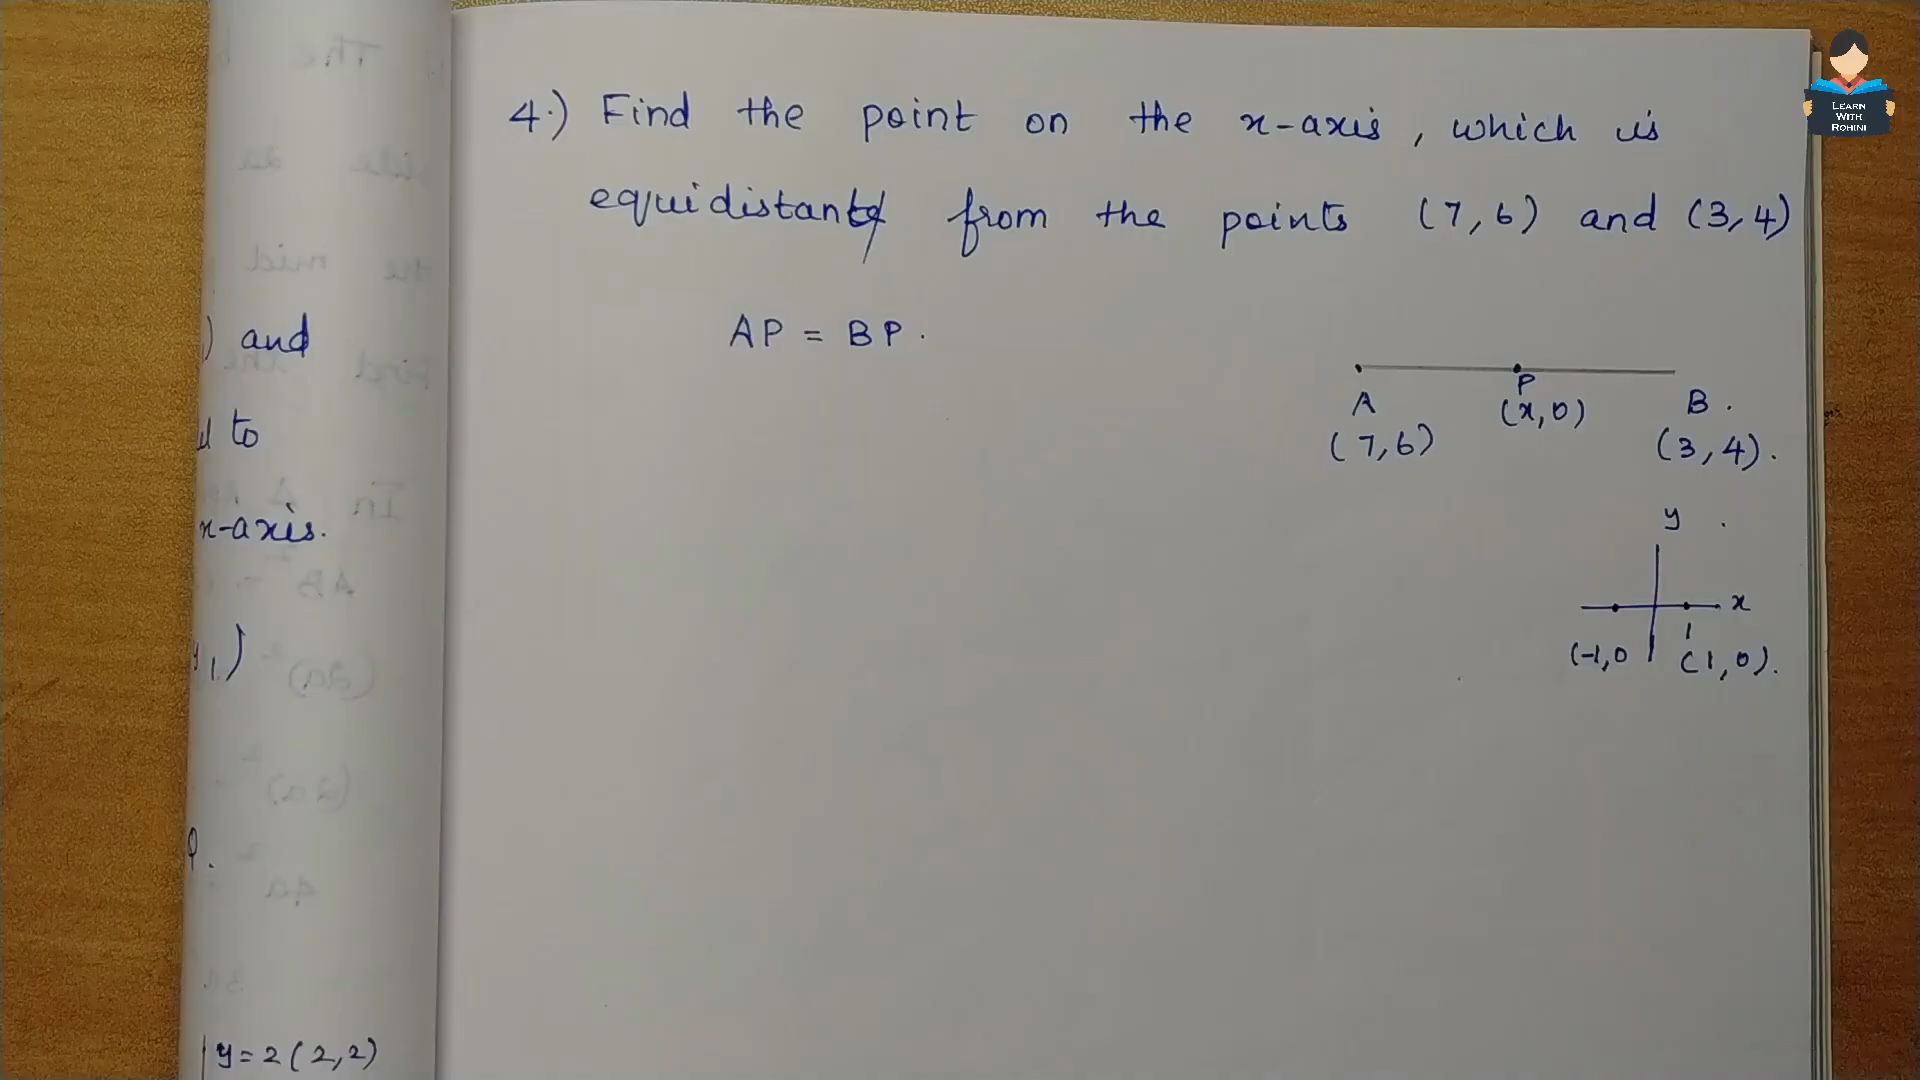 4.) Find the point on the x-axis, which is
equidistant from the points (7,6) and (3,4)
AP = BP.
A
P
B.
(7,6)
(x,0)
(3,4).
y
x
1
(-1,0
(1,0).
) and
to
x-axis.
y1)
y=2(2,2)
LEARN
WITH
ROHINI